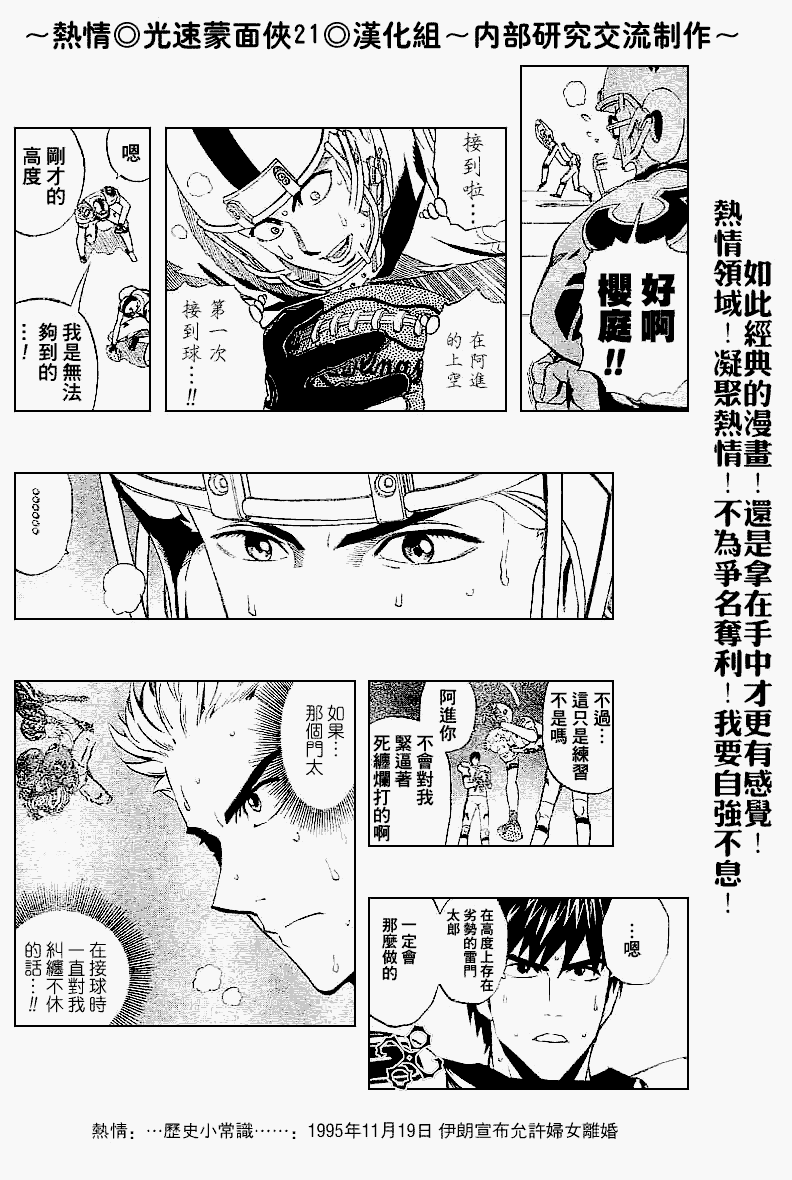 ～熱情◎光速蒙面俠21◎漢化組～内部研究交流制作～
好啊
櫻庭!!
接到啦…
在阿進
的上空
第一次
接到球…!!
嗯
剛才的
高度
我是無法
夠到的
…!
……
不過…
這只是練習
不是嗎
阿進你
不會對我
緊逼著
死纏爛打的啊
如果…
那個門太
在接球時
一直對我
糾纏不休
的話…!!
…嗯
在高度上存在
劣勢的雷門
太郎
一定會
那麼做的
如此經典的漫畫！還是拿在手中才更有感覺！
熱情領域！凝聚熱情！不為爭名奪利！我要自強不息！
熱情：…歷史小常識……：1995年11月19日 伊朗宣布允許婦女離婚